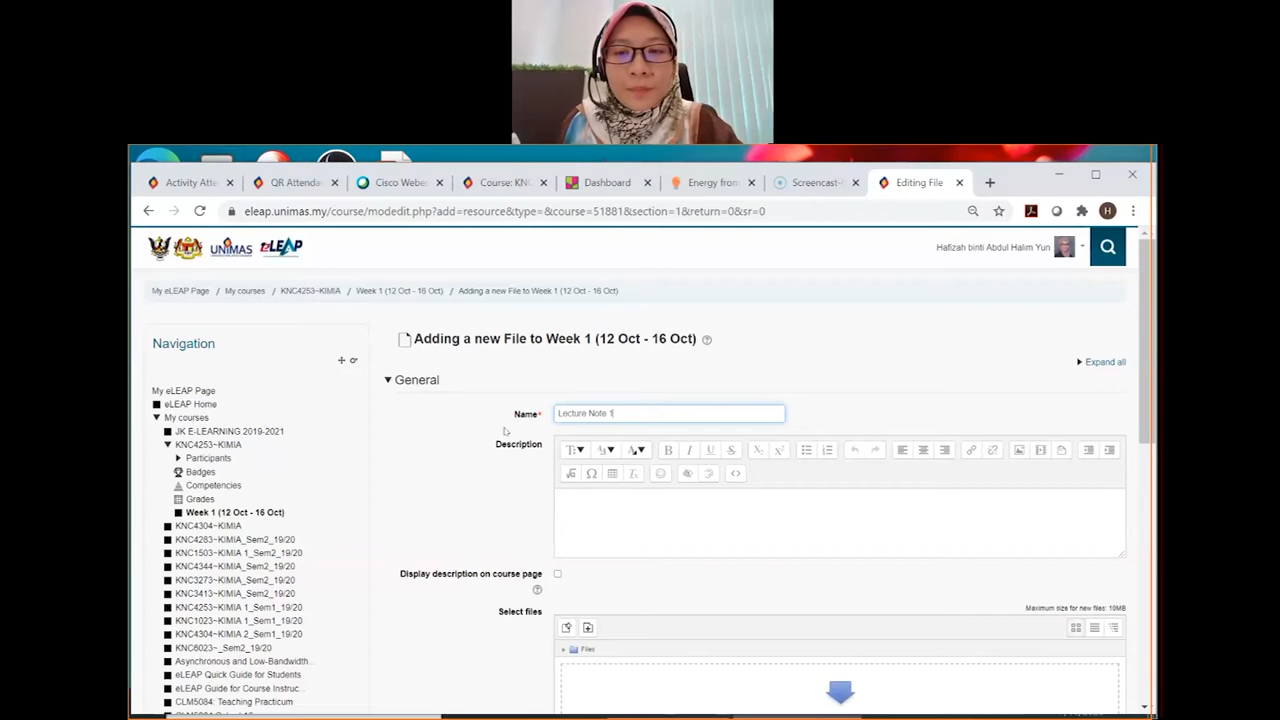 Activity Atte
QR Attendan
Cisco Webex
Course: KNC
Dashboard
Energy from
Screencast-
Editing File
eleap.unimas.my/course/modedit.php?add=resource&type=&course=51881&section=1&return=0&sr=0
H
UNIMAS
eLEAP
Hafizah binti Abdul Halim Yun
My eLEAP Page / My courses / KNC4253~KIMIA / Week 1 (12 Oct - 16 Oct) / Adding a new File to Week 1 (12 Oct - 16 Oct)
Navigation
My eLEAP Page
eLEAP Home
My courses
JK E-LEARNING 2019-2021
KNC4253~KIMIA
Participants
Badges
Competencies
Grades
Week 1 (12 Oct - 16 Oct)
KNC4304~KIMIA
KNC4283~KIMIA_Sem2_19/20
KNC1503~KIMIA 1_Sem2_19/20
KNC4344~KIMIA_Sem2_19/20
KNC3273~KIMIA_Sem2_19/20
KNC3413~KIMIA_Sem2_19/20
KNC4253~KIMIA 1_Sem1_19/20
KNC1023~KIMIA 1_Sem1_19/20
KNC4304~KIMIA 2_Sem1_19/20
KNC6023~_Sem2_19/20
Asynchronous and Low-Bandwidth...
eLEAP Quick Guide for Students
eLEAP Guide for Course Instruc...
CLM5084: Teaching Practicum
Adding a new File to Week 1 (12 Oct - 16 Oct)
Expand all
General
Name*
Lecture Note 1
Description
Display description on course page
Select files
Maximum size for new files: 10MB
Files